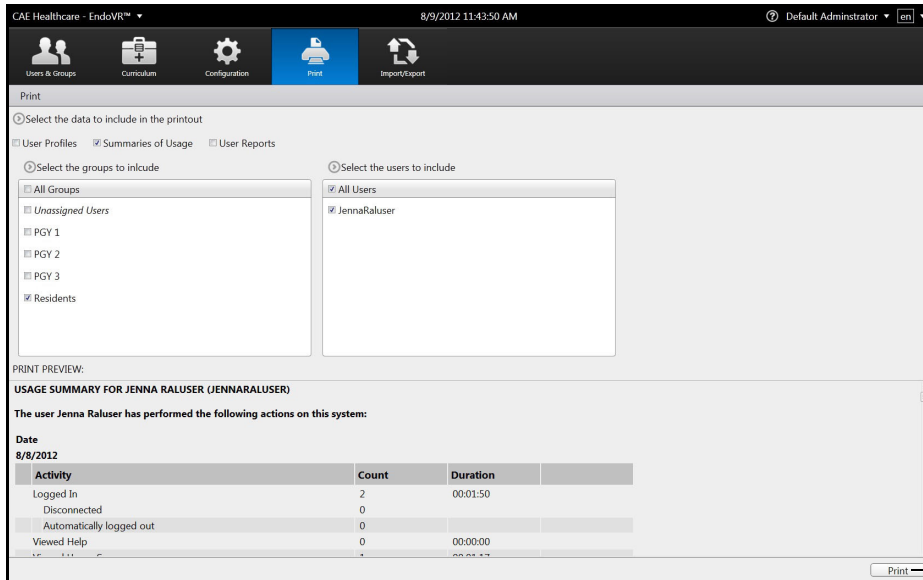 CAE Healthcare - EndoVR™ 8/9/2012 11:43:50 AM Default Adminstrator en
Users & Groups Curriculum Configuration Print Import/Export
Print
Select the data to include in the printout
User Profiles Summaries of Usage User Reports
Select the groups to inlcude Select the users to include
All Groups All Users
Unassigned Users JennaRaluser
PGY 1
PGY 2
PGY 3
Residents
PRINT PREVIEW:
USAGE SUMMARY FOR JENNA RALUSER (JENNARALUSER)
The user Jenna Raluser has performed the following actions on this system:
Date
8/8/2012
Activity Count Duration
Logged In 2 00:01:50
Disconnected 0
Automatically logged out 0
Viewed Help 0 00:00:00
Print